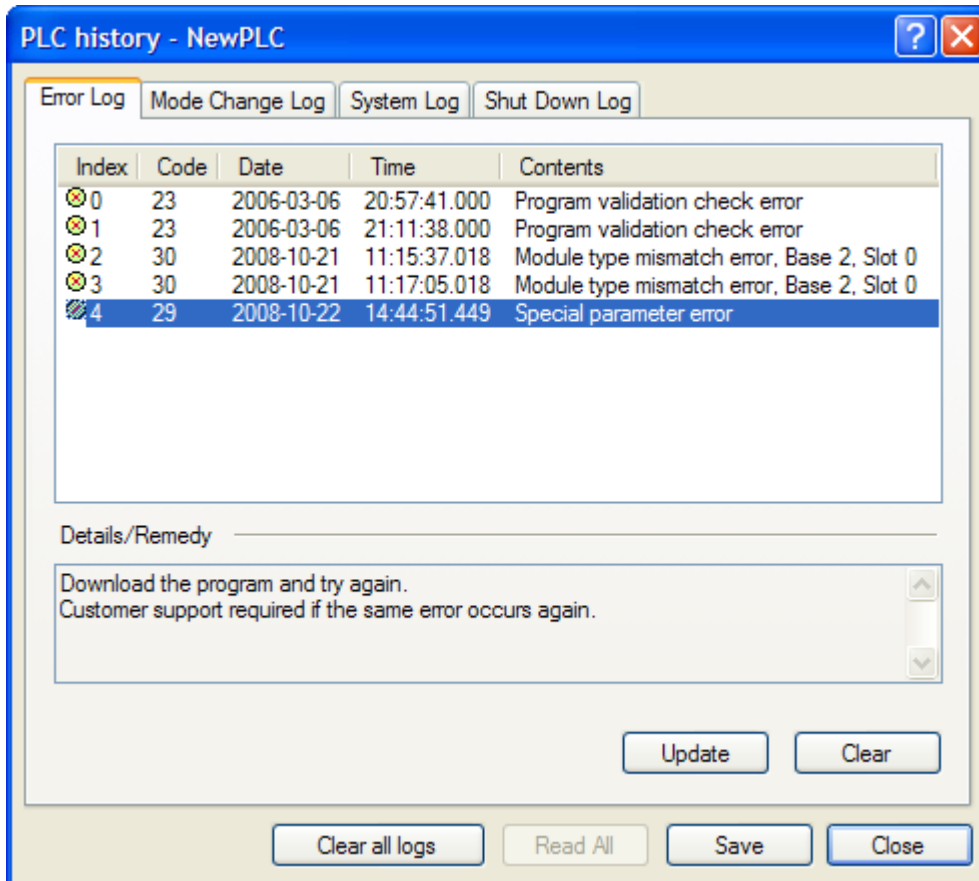 PLC history - NewPLC
Error Log Mode Change Log System Log Shut Down Log
Index Code Date Time Contents
0 23 2006-03-06 20:57:41.000 Program validation check error
1 23 2006-03-06 21:11:38.000 Program validation check error
2 30 2008-10-21 11:15:37.018 Module type mismatch error, Base 2, Slot 0
3 30 2008-10-21 11:17:05.018 Module type mismatch error, Base 2, Slot 0
4 29 2008-10-22 14:44:51.449 Special parameter error
Details/Remedy
Download the program and try again.
Customer support required if the same error occurs again.
Update Clear
Clear all logs Read All Save Close